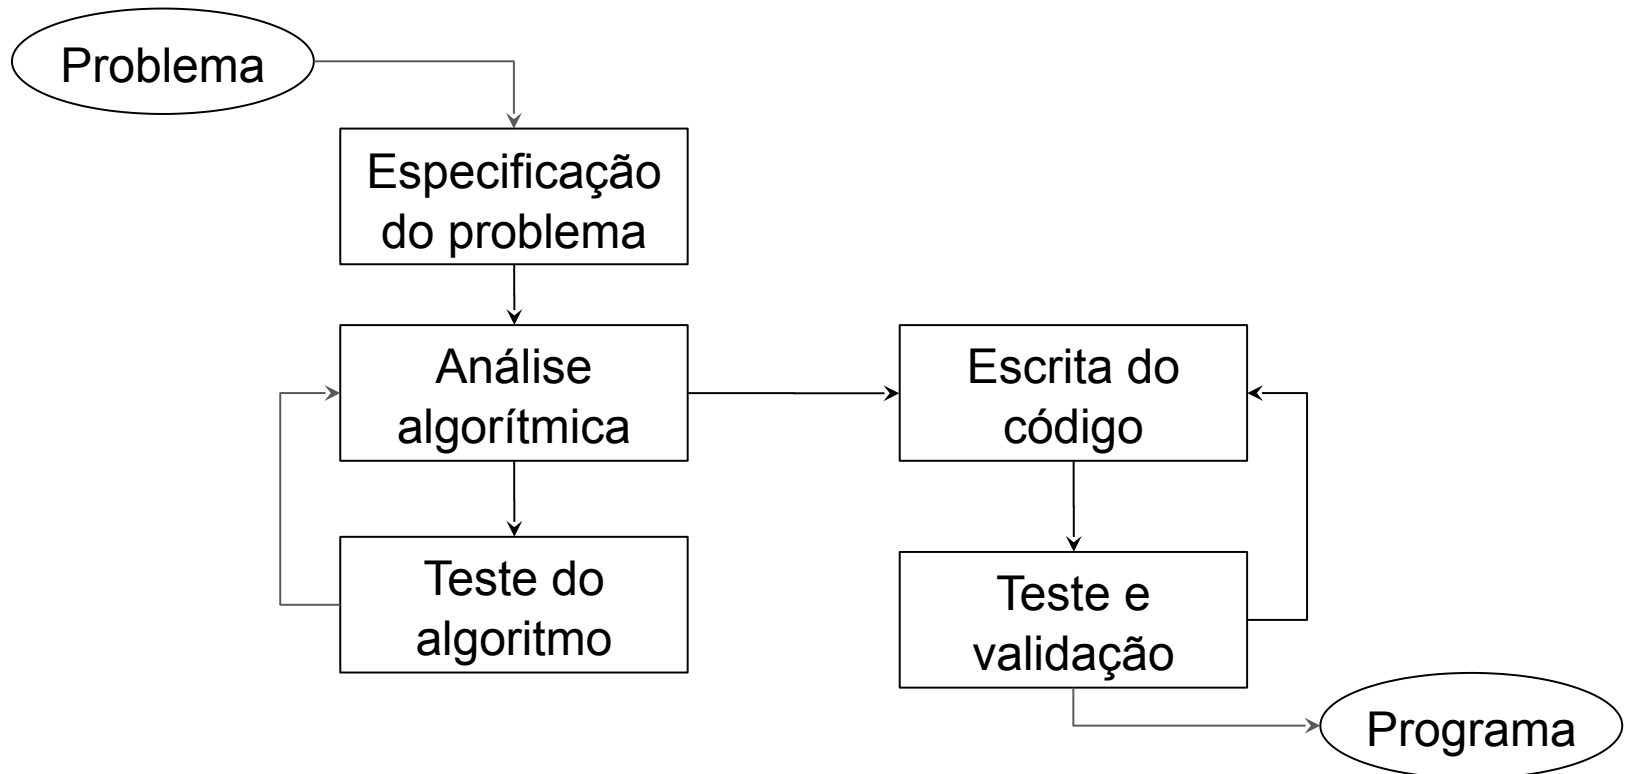 Problema
Especificação
do problema
Análise
algorítmica
Escrita do
código
Teste do
algoritmo
Teste e
validação
Programa